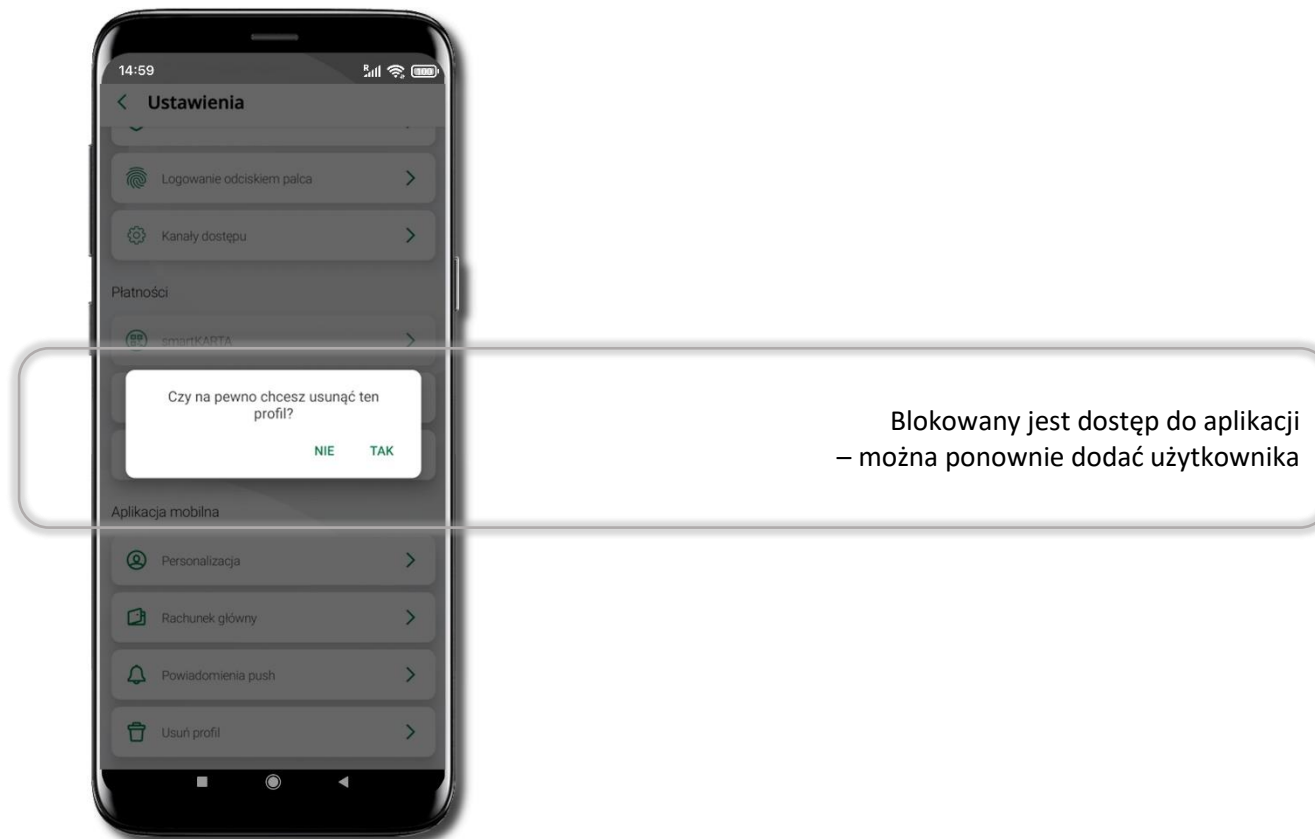 14:59
Ustawienia
Logowanie odciskiem palca
Kanały dostępu
Płatności
smartKARTA
Czy na pewno chcesz usunąć ten
profil?
NIE TAK
Blokowany jest dostęp do aplikacji
– można ponownie dodać użytkownika
Aplikacja mobilna
Personalizacja
Rachunek główny
Powiadomienia push
Usuń profil